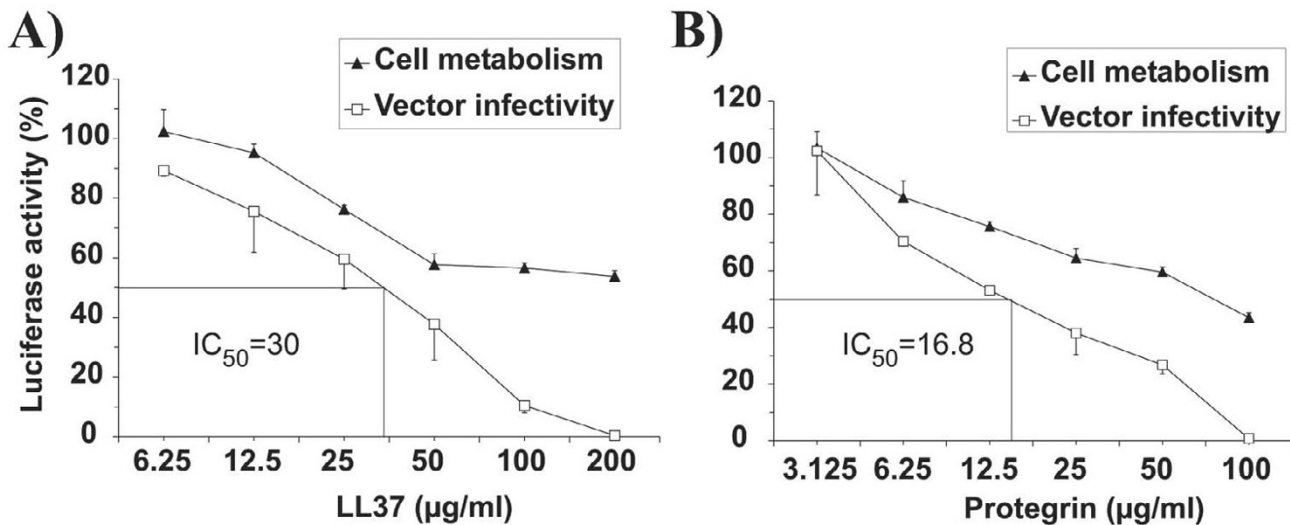 A)
Cell metabolism
Vector infectivity
Luciferase activity (%)
120
100
80
60
40
20
0
IC50=30
6.25 12.5 25 50 100 200
LL37 (µg/ml)
B)
Cell metabolism
Vector infectivity
120
100
80
60
40
20
0
IC50=16.8
3.125 6.25 12.5 25 50 100
Protegrin (µg/ml)